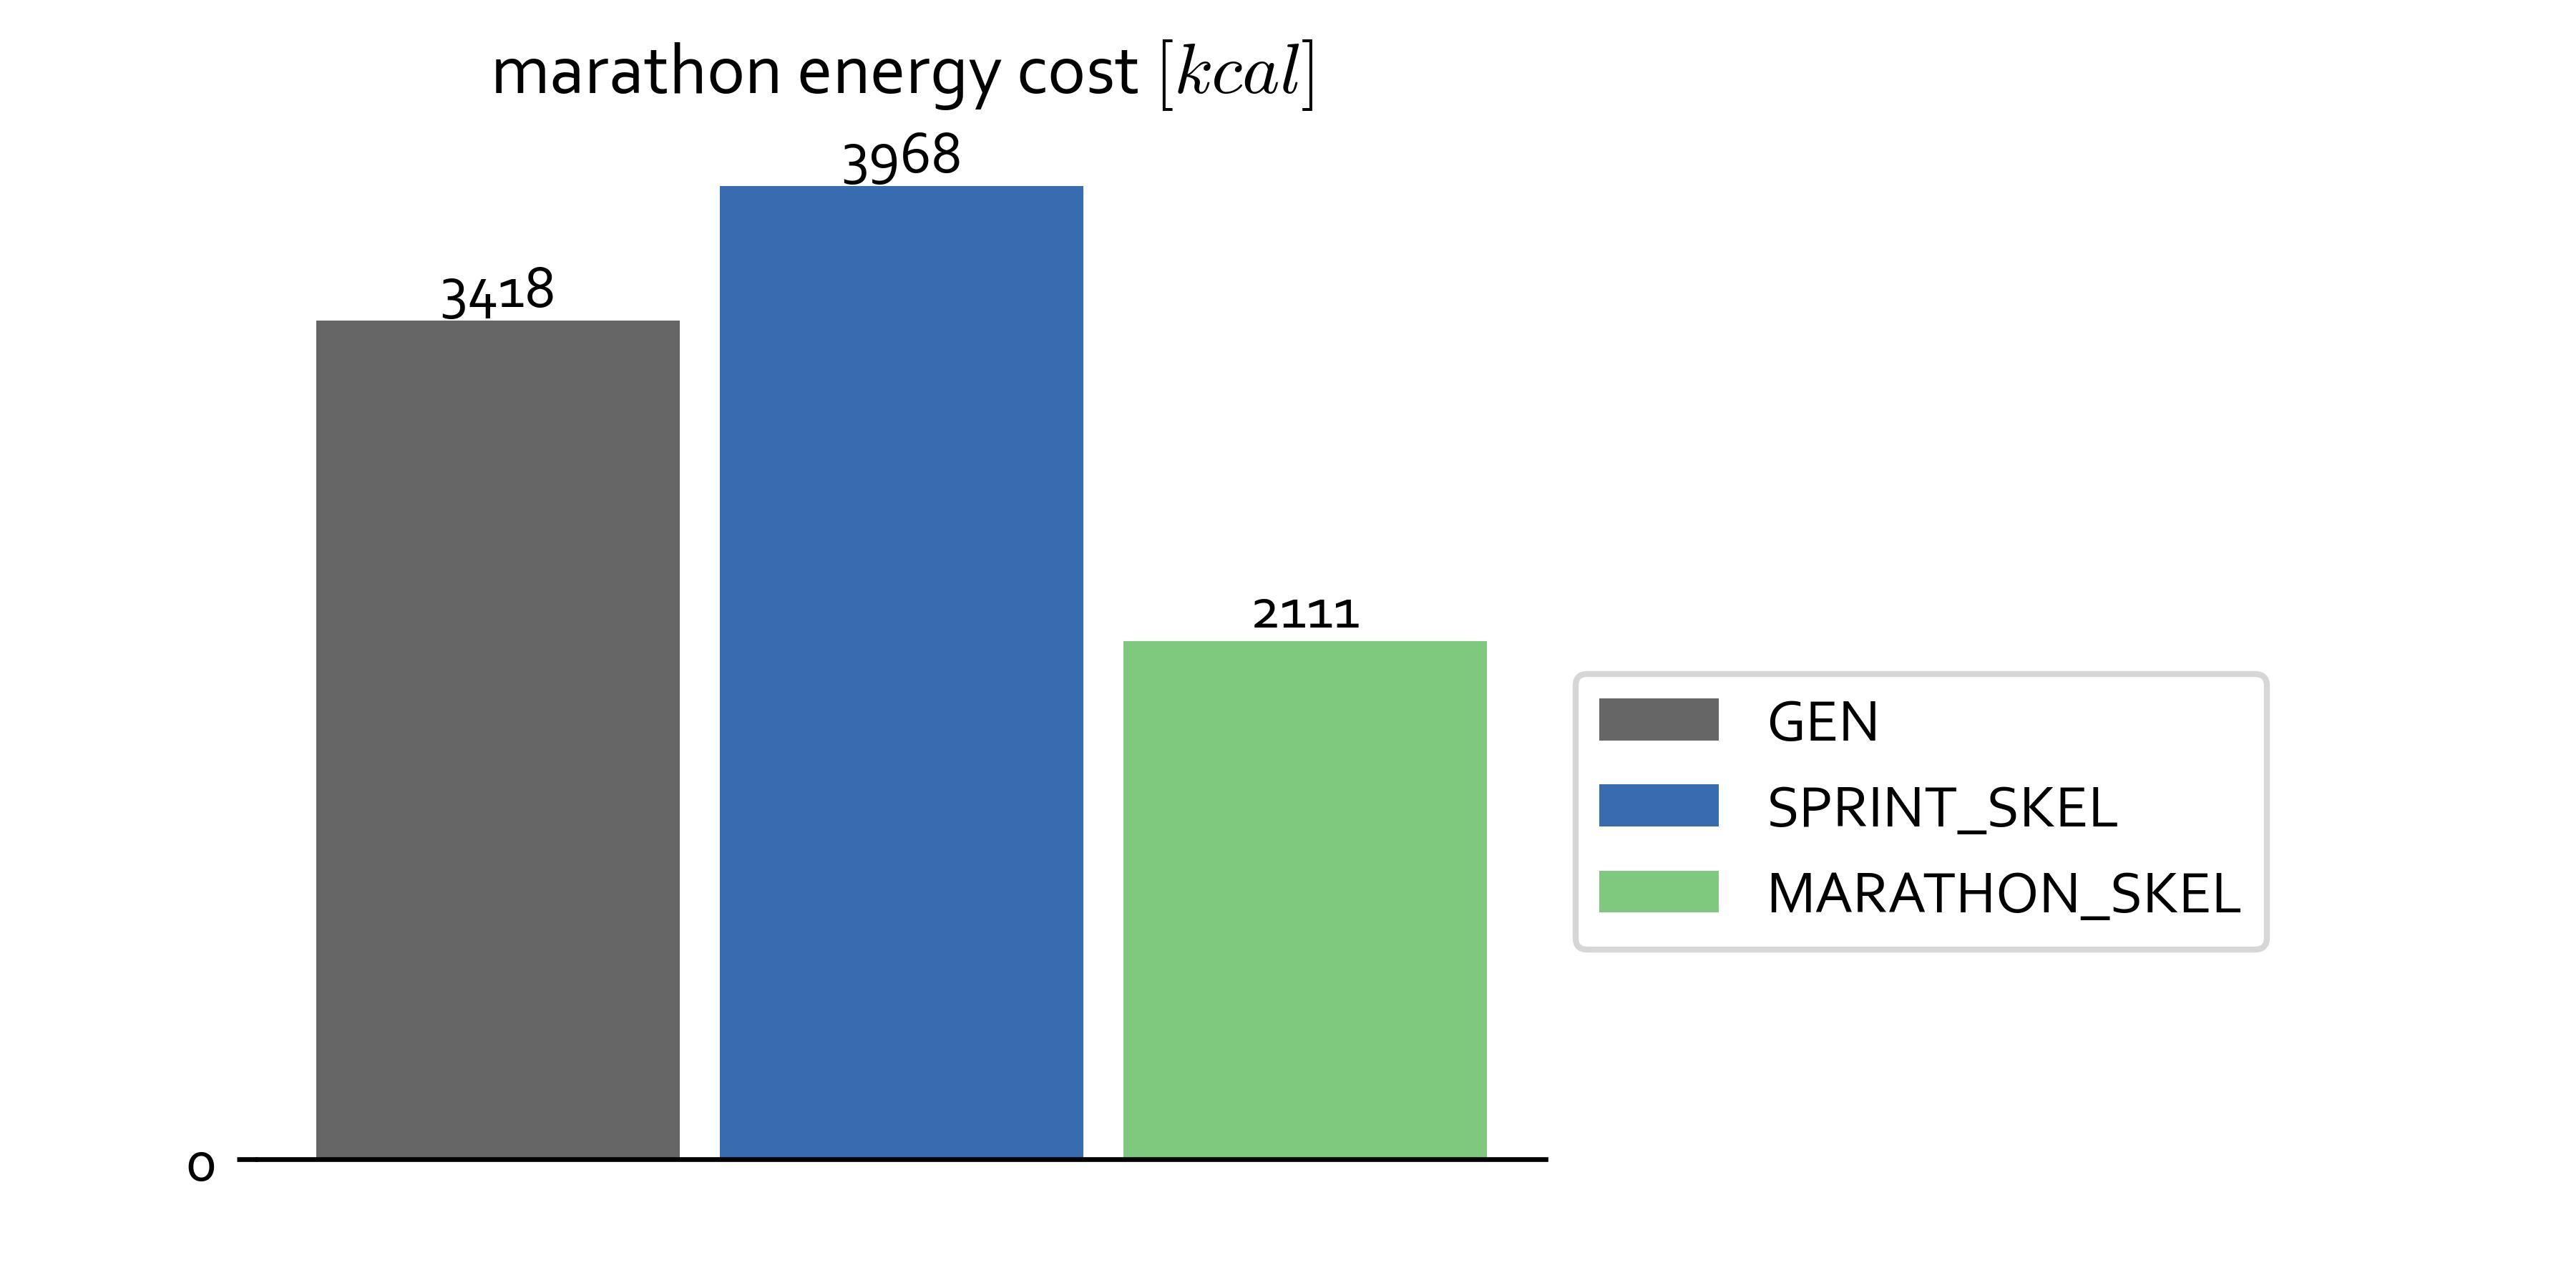 marathon energy cost [kcal]
3968
3418
2111
GEN
SPRINT_SKEL
MARATHON_SKEL
0